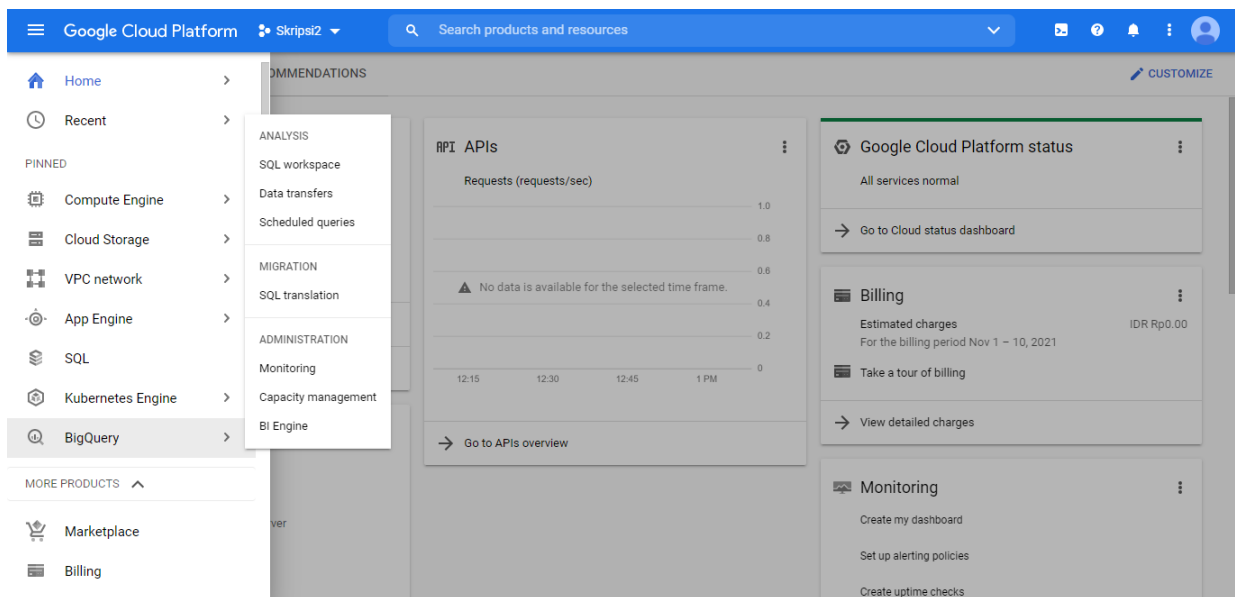 Google Cloud Platform
Skripsi2
Search products and resources
Home
Recent
PINNED
Compute Engine
Cloud Storage
VPC network
App Engine
SQL
Kubernetes Engine
BigQuery
MORE PRODUCTS
Marketplace
Billing
ANALYSIS
SQL workspace
Data transfers
Scheduled queries
MIGRATION
SQL translation
ADMINISTRATION
Monitoring
Capacity management
BI Engine
OMMENDATIONS
CUSTOMIZE
ver
API APIs
Requests (requests/sec)
1.0
0.8
0.6
No data is available for the selected time frame.
0.4
0.2
0
12:15 12:30 12:45 1 PM
Go to APIs overview
Google Cloud Platform status
All services normal
Go to Cloud status dashboard
Billing
Estimated charges IDR Rp0.00
For the billing period Nov 1 – 10, 2021
Take a tour of billing
View detailed charges
Monitoring
Create my dashboard
Set up alerting policies
Create uptime checks